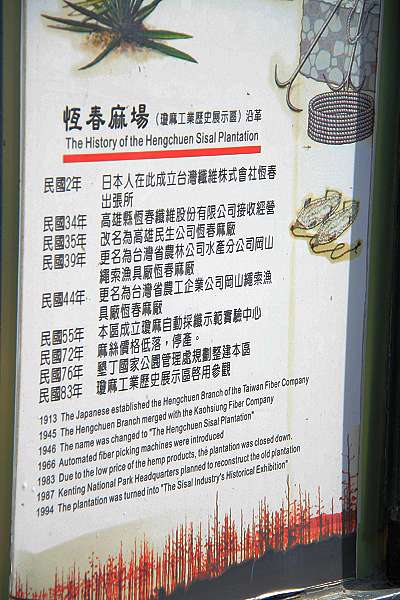 恆春麻場（瓊麻工業歷史展示區）沿革
The History of the Hengchuen Sisal Plantation
民國2年 日本人在此成立台灣纖維株式會社恆春
出張所
民國34年 高雄縣恆春纖維股份有限公司接收經營
民國35年 改名為高雄民生公司恆春麻廠
民國39年 更名為台灣省農林公司水產分公司岡山
繩索漁具廠恆春麻廠
民國44年 更名為台灣省農工企業公司岡山繩索漁
具廠恆春麻廠
民國55年 本區成立瓊麻自動採纖示範實驗中心
民國72年 麻絲價格低落，停產。
民國76年 墾丁國家公園管理處規劃整建本區
民國83年 瓊麻工業歷史展示區啓用參觀
1913 The Japanese established the Hengchuen Branch of the Taiwan Fiber Company
1945 The Hengchuen Branch merged with the Kaohsiung Fiber Company
1946 The name was changed to "The Hengchuen Sisal Plantation"
1966 Automated fiber picking machines were introduced
1983 Due to the low price of the hemp products, the plantation was closed down.
1987 Kenting National Park Headquarters planned to reconstruct the old plantation
1994 The plantation was turned into "The Sisal Industry's Historical Exhibition"